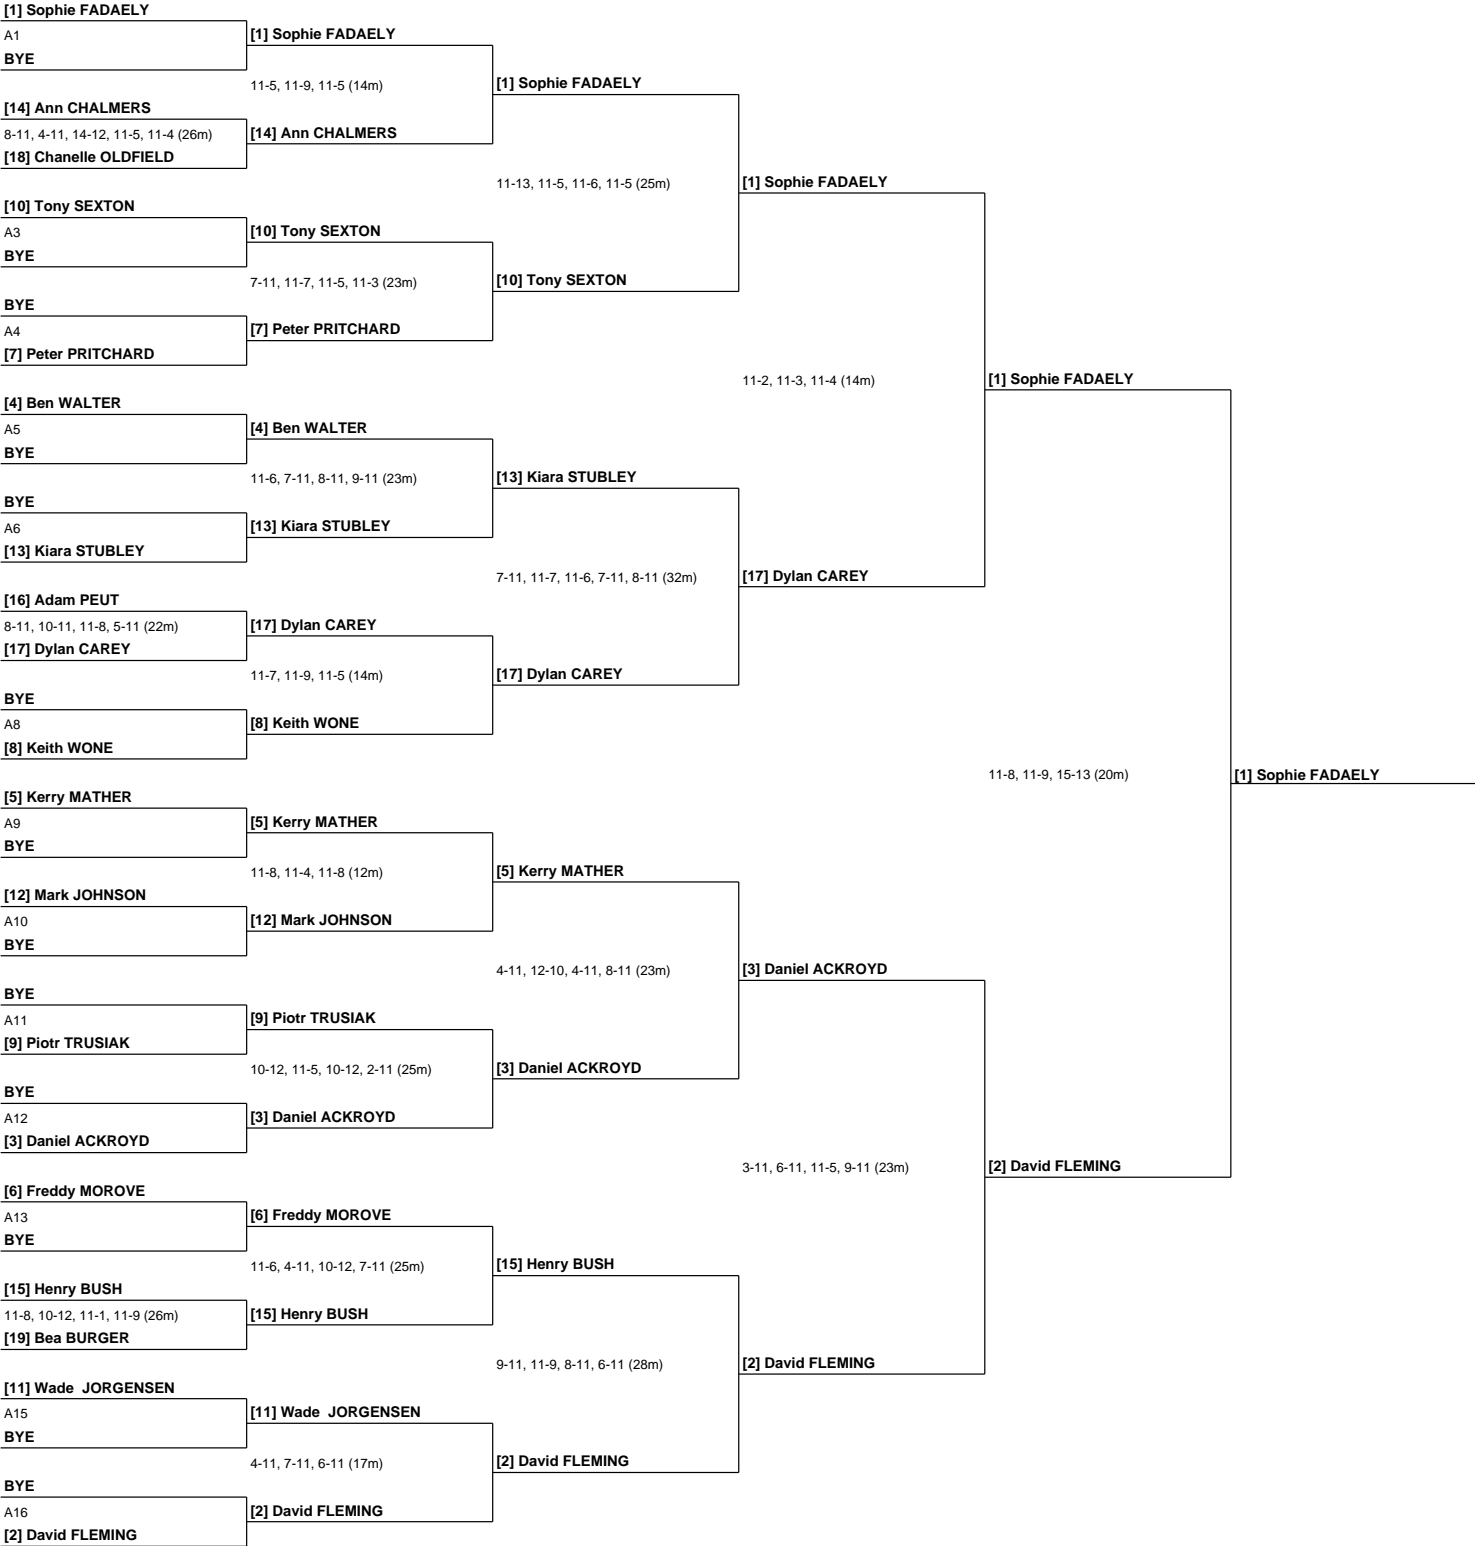 [1] Sophie FADAELY
A1
BYE
[14] Ann CHALMERS
8-11, 4-11, 14-12, 11-5, 11-4 (26m)
[18] Chanelle OLDFIELD
[10] Tony SEXTON
A3
BYE
BYE
A4
[7] Peter PRITCHARD
[4] Ben WALTER
A5
BYE
BYE
A6
[13] Kiara STUBLEY
[16] Adam PEUT
8-11, 10-11, 11-8, 5-11 (22m)
[17] Dylan CAREY
BYE
A8
[8] Keith WONE
[5] Kerry MATHER
A9
BYE
[12] Mark JOHNSON
A10
BYE
BYE
A11
[9] Piotr TRUSIAK
BYE
A12
[3] Daniel ACKROYD
[6] Freddy MOROVE
A13
BYE
[15] Henry BUSH
11-8, 10-12, 11-1, 11-9 (26m)
[19] Bea BURGER
[11] Wade  JORGENSEN
A15
BYE
BYE
A16
[2] David FLEMING
[1] Sophie FADAELY
11-5, 11-9, 11-5 (14m)
[14] Ann CHALMERS
[10] Tony SEXTON
7-11, 11-7, 11-5, 11-3 (23m)
[7] Peter PRITCHARD
[4] Ben WALTER
11-6, 7-11, 8-11, 9-11 (23m)
[13] Kiara STUBLEY
[17] Dylan CAREY
11-7, 11-9, 11-5 (14m)
[8] Keith WONE
[5] Kerry MATHER
11-8, 11-4, 11-8 (12m)
[12] Mark JOHNSON
[9] Piotr TRUSIAK
10-12, 11-5, 10-12, 2-11 (25m)
[3] Daniel ACKROYD
[6] Freddy MOROVE
11-6, 4-11, 10-12, 7-11 (25m)
[15] Henry BUSH
[11] Wade  JORGENSEN
4-11, 7-11, 6-11 (17m)
[2] David FLEMING
[1] Sophie FADAELY
11-13, 11-5, 11-6, 11-5 (25m)
[10] Tony SEXTON
[13] Kiara STUBLEY
7-11, 11-7, 11-6, 7-11, 8-11 (32m)
[17] Dylan CAREY
[5] Kerry MATHER
4-11, 12-10, 4-11, 8-11 (23m)
[3] Daniel ACKROYD
[15] Henry BUSH
9-11, 11-9, 8-11, 6-11 (28m)
[2] David FLEMING
[1] Sophie FADAELY
11-2, 11-3, 11-4 (14m)
[17] Dylan CAREY
[3] Daniel ACKROYD
3-11, 6-11, 11-5, 9-11 (23m)
[2] David FLEMING
[1] Sophie FADAELY
11-8, 11-9, 15-13 (20m)
[2] David FLEMING
[1] Sophie FADAELY